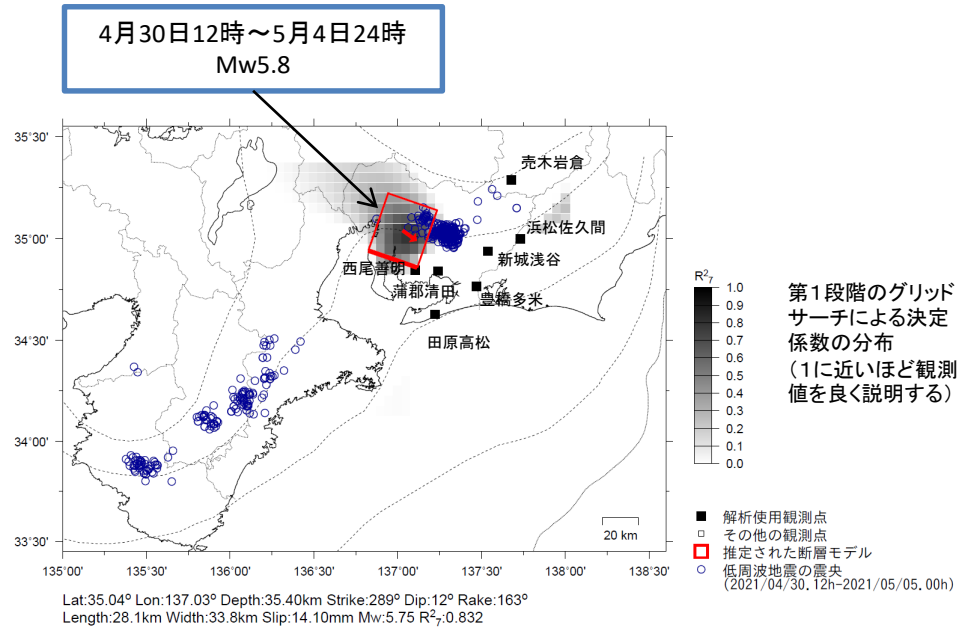 4月30日12時～5月4日24時
Mw5.8
35°30'
35°00'
34°30'
34°00'
33°30'
135°00'
135°30'
136°00'
136°30'
137°00'
137°30'
138°00'
138°30'
売木岩倉
浜松佐久間
新城浅谷
西尾善明
蒲郡清田
豊橋多米
田原高松
20 km
R²₇
1.0
0.9
0.8
0.7
0.6
0.5
0.4
0.3
0.2
0.1
0.0
第１段階のグリッド
サーチによる決定
係数の分布
（１に近いほど観測
値を良く説明する）
解析使用観測点
その他の観測点
推定された断層モデル
低周波地震の震央
(2021/04/30.12h-2021/05/05.00h)
Lat:35.04° Lon:137.03° Depth:35.40km Strike:289° Dip:12° Rake:163°
Length:28.1km Width:33.8km Slip:14.10mm Mw:5.75 R²₇:0.832